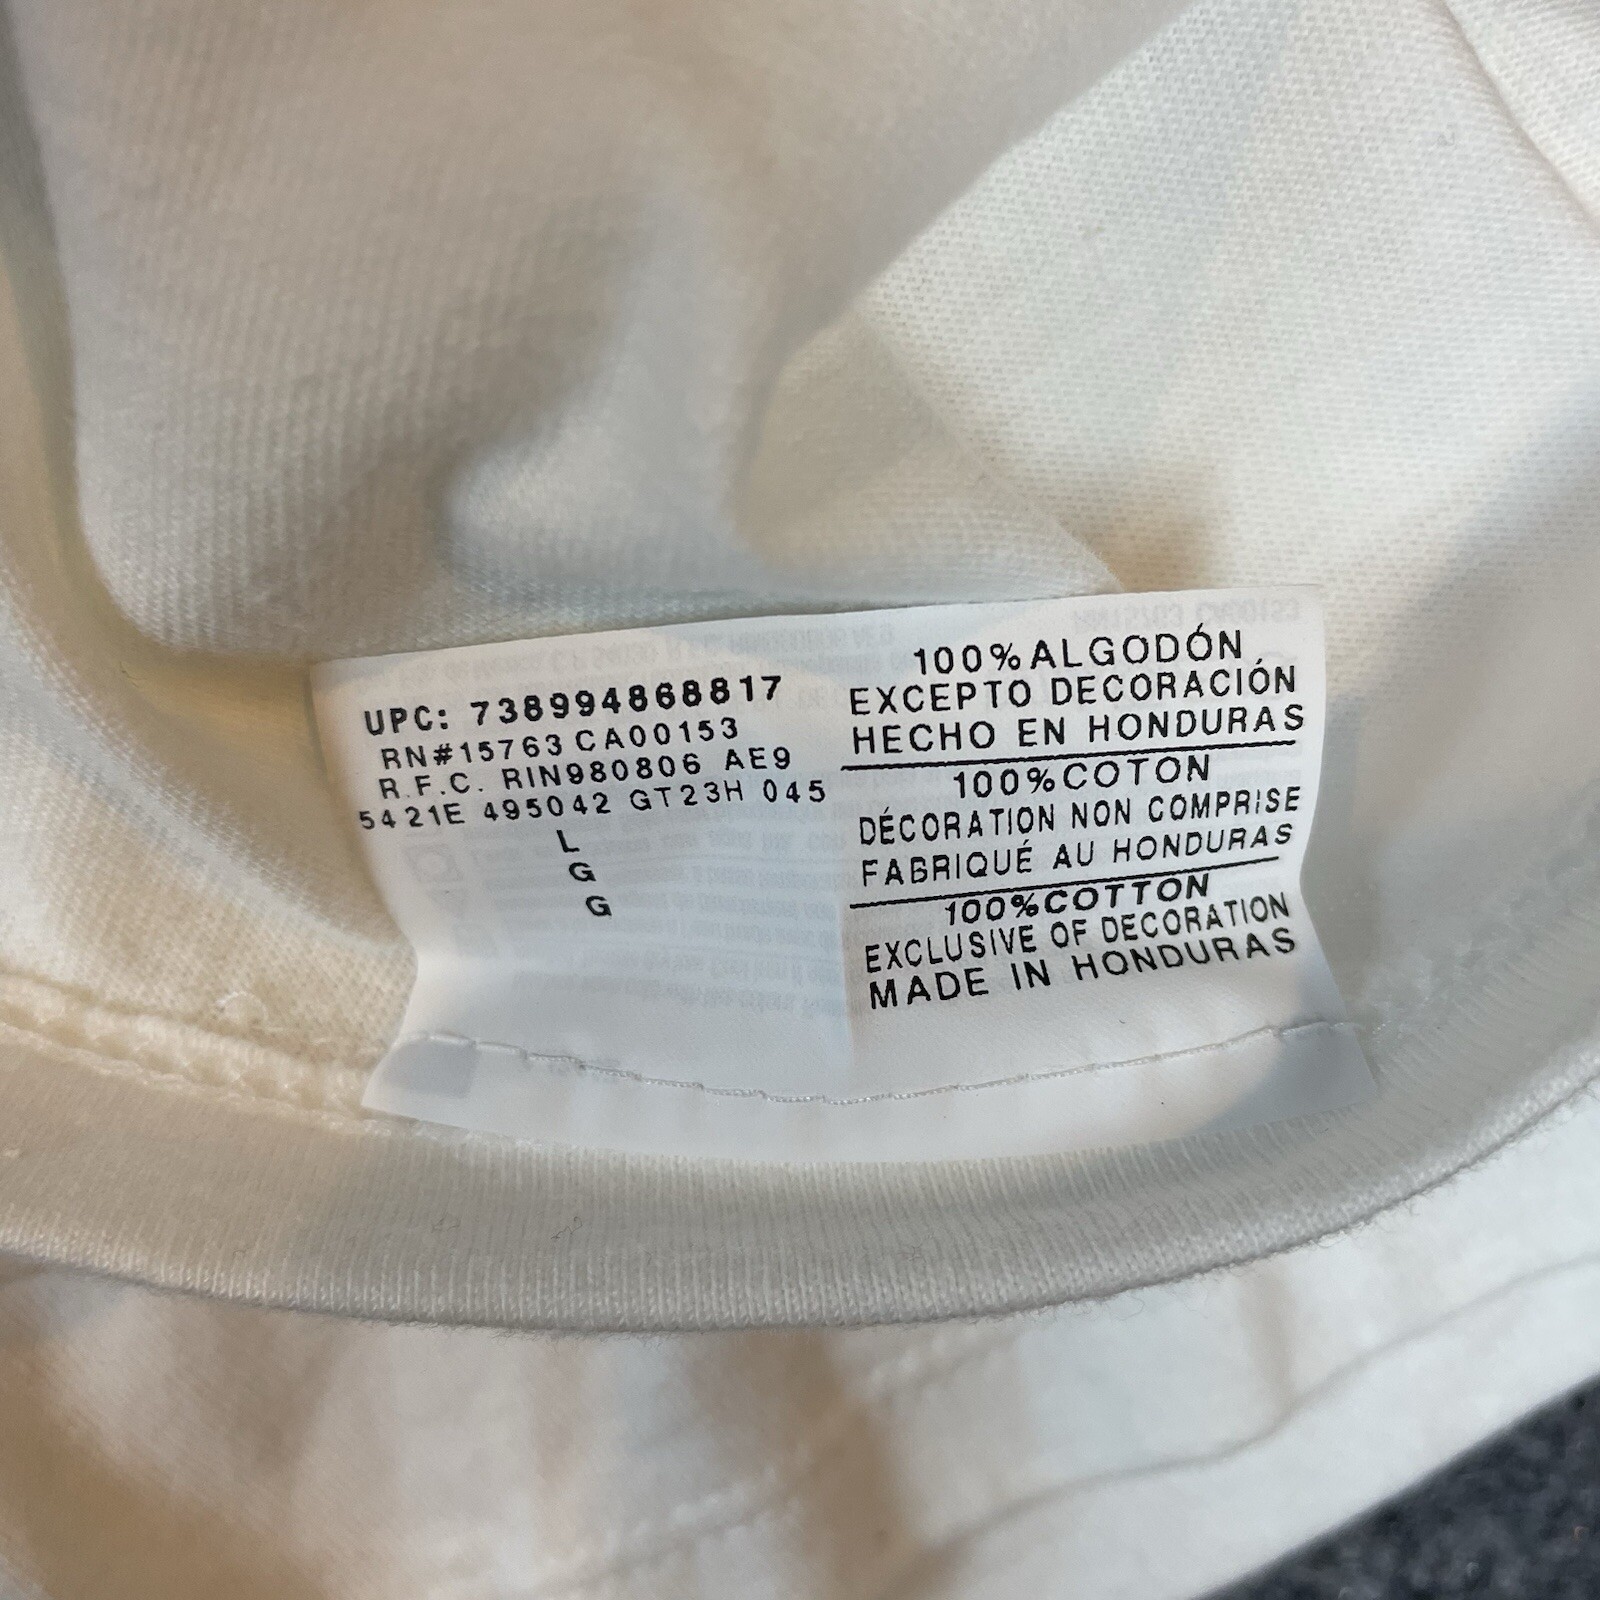 UPC: 738994868817
RN#15763 CA00153
R.F.C. RIN980806 AE9
5421E 495042 GT23H 045
L
G
G
100%ALGODÓN
EXCEPTO DECORACIÓN
HECHO EN HONDURAS
100%COTON
DÉCORATION NON COMPRISE
FABRIQUÉ AU HONDURAS
100%COTTON
EXCLUSIVE OF DECORATION
MADE IN HONDURAS